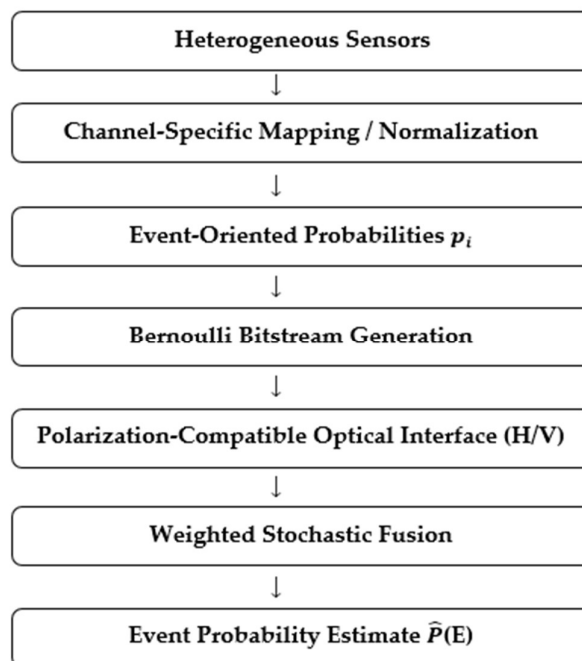 Heterogeneous Sensors
↓
Channel-Specific Mapping / Normalization
↓
Event-Oriented Probabilities pᵢ
↓
Bernoulli Bitstream Generation
↓
Polarization-Compatible Optical Interface (H/V)
↓
Weighted Stochastic Fusion
↓
Event Probability Estimate P̂(E)